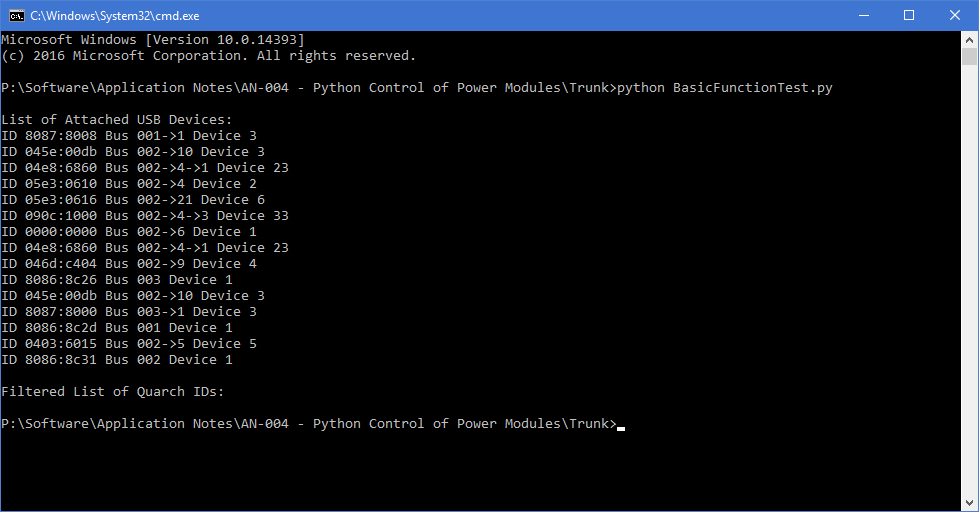 C:\Windows\System32\cmd.exe
Microsoft Windows [Version 10.0.14393]
(c) 2016 Microsoft Corporation. All rights reserved.
P:\Software\Application Notes\AN-004 - Python Control of Power Modules\Trunk>python BasicFunctionTest.py
List of Attached USB Devices:
ID 8087:8008 Bus 001->1 Device 3
ID 045e:00db Bus 002->10 Device 3
ID 04e8:6860 Bus 002->4->1 Device 23
ID 05e3:0610 Bus 002->4 Device 2
ID 05e3:0616 Bus 002->21 Device 6
ID 090c:1000 Bus 002->4->3 Device 33
ID 0000:0000 Bus 002->6 Device 1
ID 04e8:6860 Bus 002->4->1 Device 23
ID 046d:c404 Bus 002->9 Device 4
ID 8086:8c26 Bus 003 Device 1
ID 045e:00db Bus 002->10 Device 3
ID 8087:8000 Bus 003->1 Device 3
ID 8086:8c2d Bus 001 Device 1
ID 0403:6015 Bus 002->5 Device 5
ID 8086:8c31 Bus 002 Device 1
Filtered List of Quarch IDs:
P:\Software\Application Notes\AN-004 - Python Control of Power Modules\Trunk>